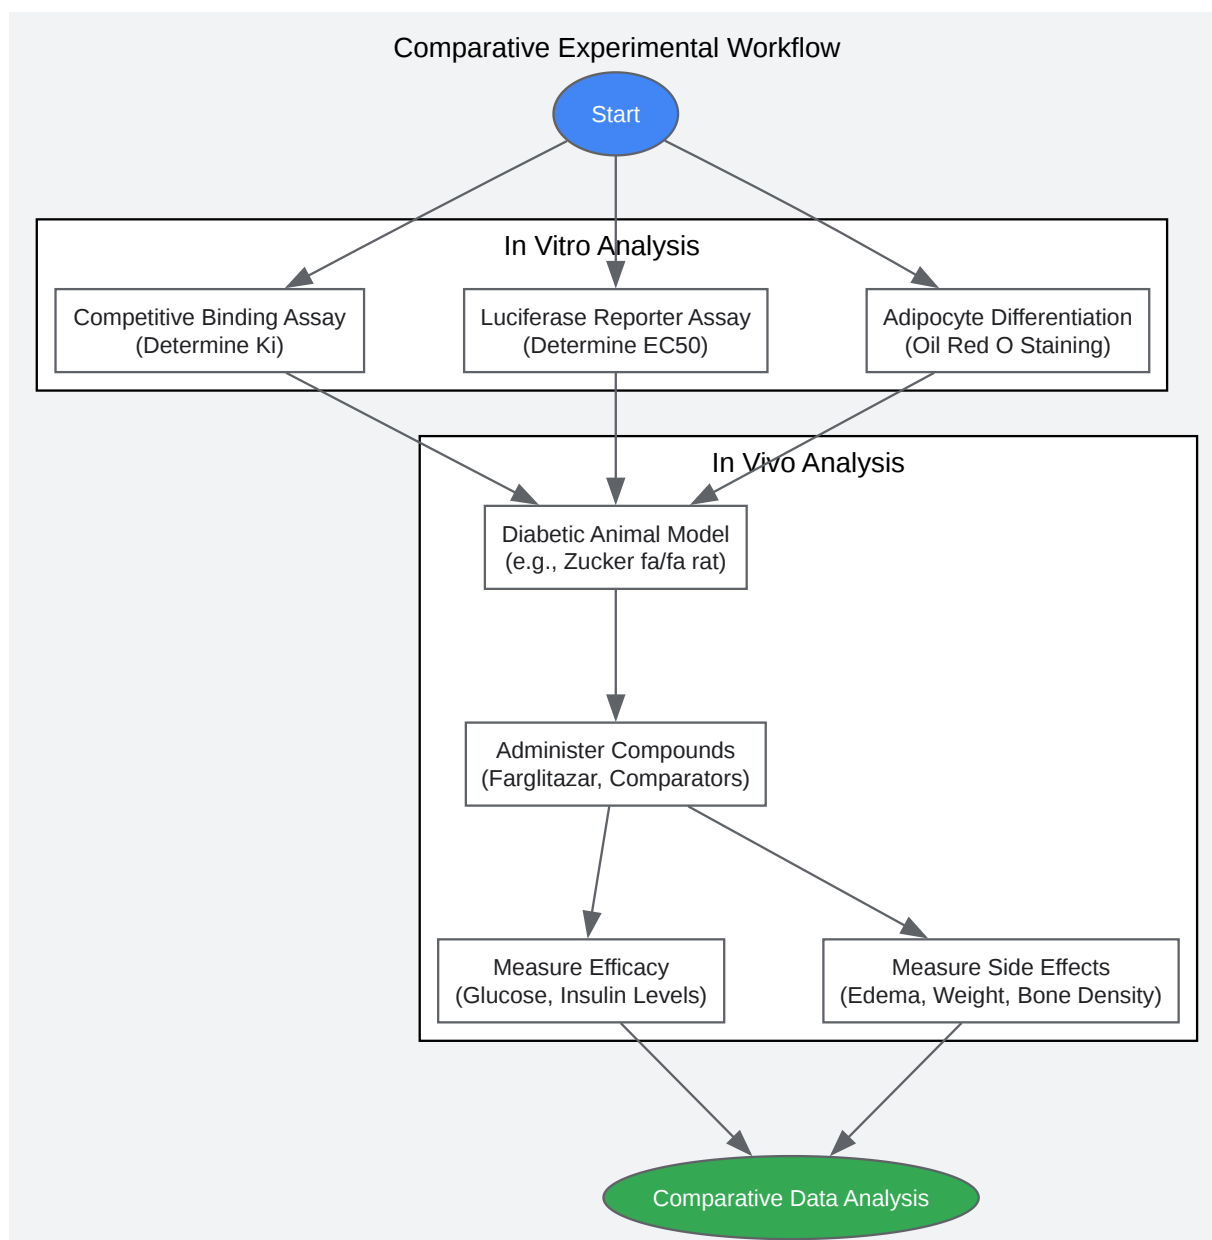 Comparative Experimental Workflow
Start
In Vitro Analysis
Competitive Binding Assay
(Determine Ki)
Luciferase Reporter Assay
(Determine EC50)
Adipocyte Differentiation
(Oil Red O Staining)
In Vivo Analysis
Diabetic Animal Model
(e.g., Zucker fa/fa rat)
Administer Compounds
(Farglitazar, Comparators)
Measure Efficacy
(Glucose, Insulin Levels)
Measure Side Effects
(Edema, Weight, Bone Density)
Comparative Data Analysis